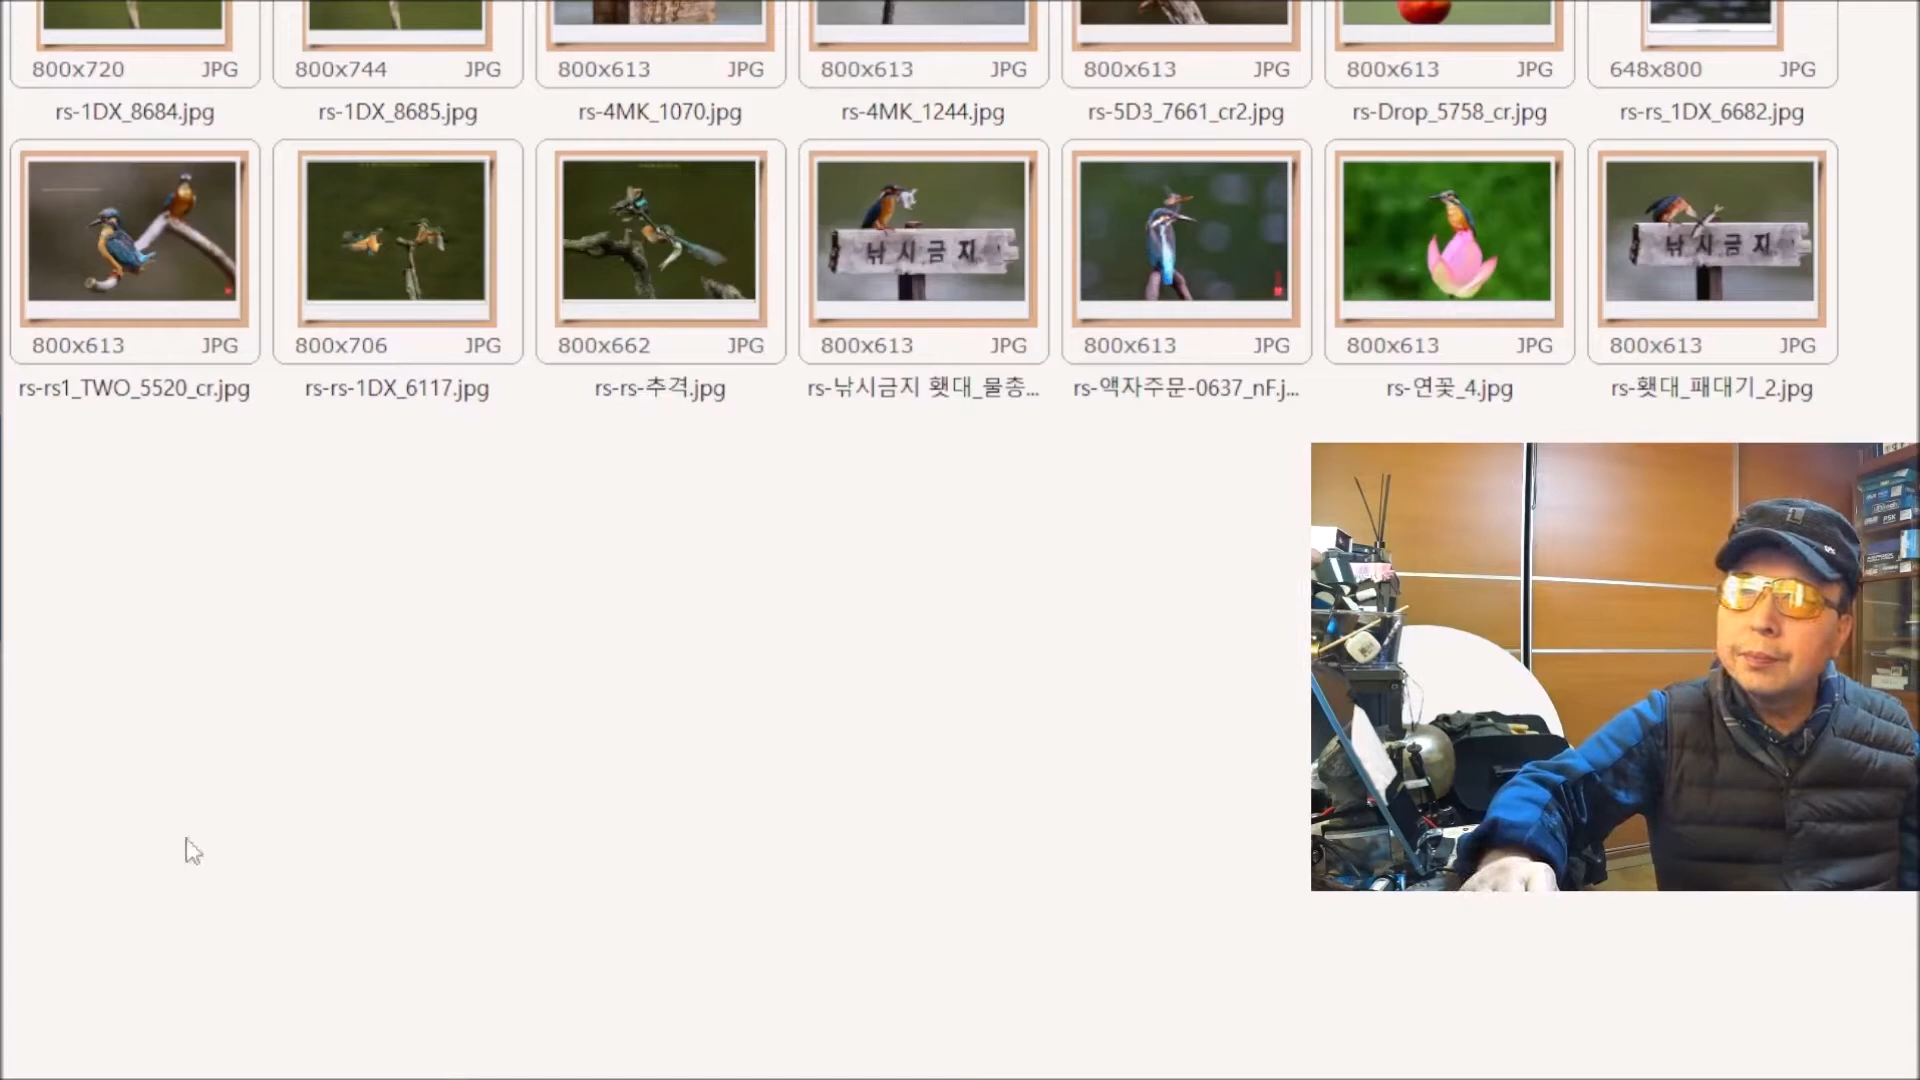 800x720 JPG
800x744 JPG
800x613 JPG
800x613 JPG
800x613 JPG
800x613 JPG
648x800 JPG
rs-1DX_8684.jpg
rs-1DX_8685.jpg
rs-4MK_1070.jpg
rs-4MK_1244.jpg
rs-5D3_7661_cr2.jpg
rs-Drop_5758_cr.jpg
rs-rs_1DX_6682.jpg
낚시금지
낚시금지
800x613 JPG
800x706 JPG
800x662 JPG
800x613 JPG
800x613 JPG
800x613 JPG
800x613 JPG
rs-rs1_TWO_5520_cr.jpg
rs-rs-1DX_6117.jpg
rs-rs-추격.jpg
rs-낚시금지 횃대_물총...
rs-액자주문-0637_nF.j...
rs-연꽃_4.jpg
rs-횃대_패대기_2.jpg